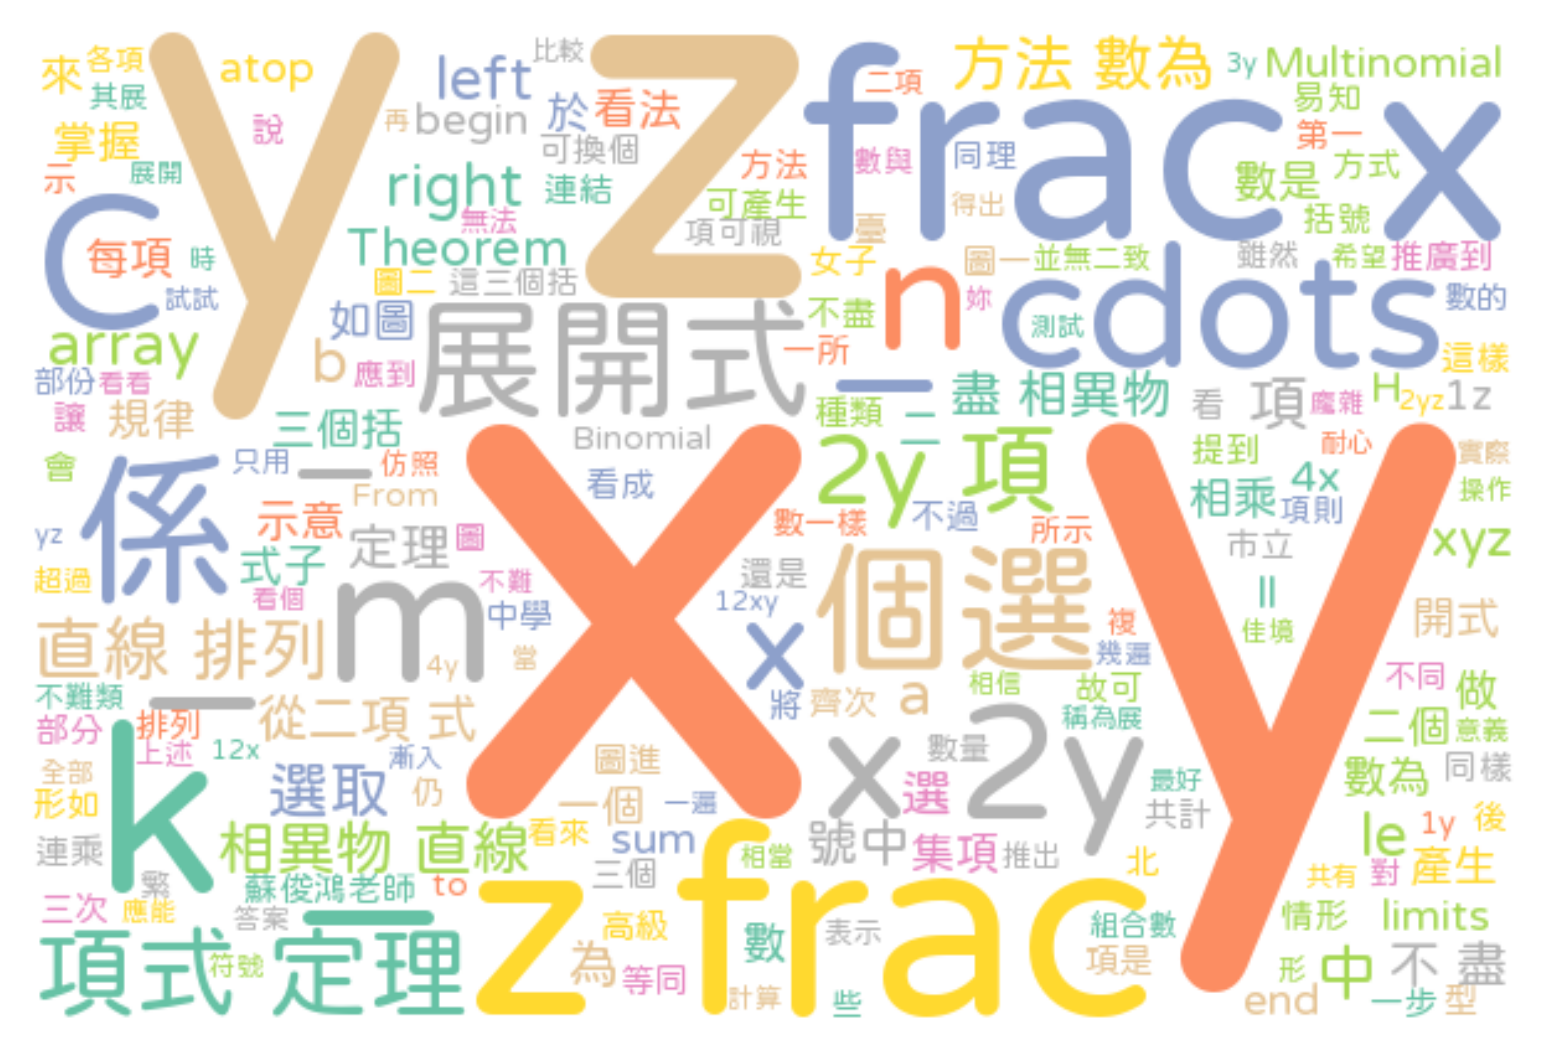 y
z
frac x
方法 數為
Multinomial
3y
來
各項
atop
left
比較
二項
易知
其展
於
看法
begin
再
說
掌握
可換個
第一
方法
數與
同理
方式
示
展開
right
連結
數是
C
無法
可產生
得出
括號
每項
時
Theorem
項可視
臺
女子
圖一
並無二致
雖然
希望
推廣到
圖二
這三個括
n
妳
cdots
數的
試試
如圖
展開式
不盡
測試
array
b
應到
一所
這樣
部份
看看
一
盡 相異物
看
項
塵雜
H
2yz
1z
讓
規律
三個括
Binomial
種類
二
x
y
2y 項
提到
耐心
實際
會
只用
一
仿照
看成
From
相乘
4x
項則
操作
yz
示意
定理
圖
數一樣
不過
所示
市立
xyz
超過
係
式子
看個
不難
還是
個選
ll
直線 排列
m
中學
12xy
x
複
佳境
開式
4y
當
幾遍
不難類
一
從二項 式
將
齊次
a
相信
故可
不同
做
部分
排列
上述
12x
漸入
圖進
x 2y
數量
稱為展
二個
意義
全部
k
選取
仍
一個
一遍
選
最好
數為
同樣
形如
共計
連乘
相異物 直線
看來
sum
相當
號中
集項
推出
le
1y
後
繁
蘇俊鴻老師
to
三個
z frac
北
共有
對
產生
三次
應能
答案
一
高級
數
表示
組合數
情形
limits
項式 定理
符號
為
等同
計算
些
項是
形
中
不 盡
end
一步
型